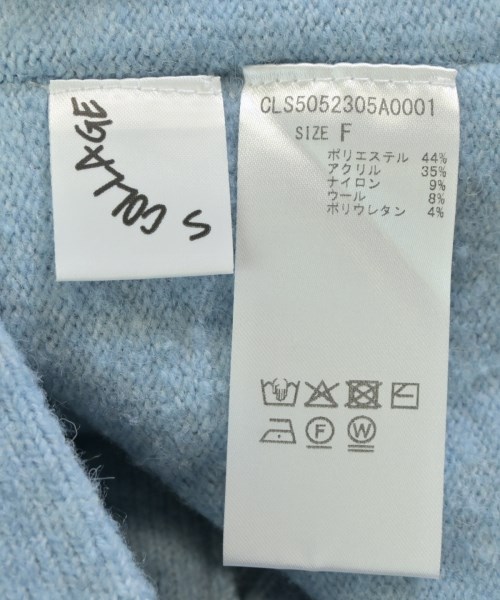 COLLAGE
S
CLS5052305A0001
SIZE F
ポリエステル 44%
アクリル 35%
ナイロン 9%
ウール 8%
ポリウレタン 4%
F W